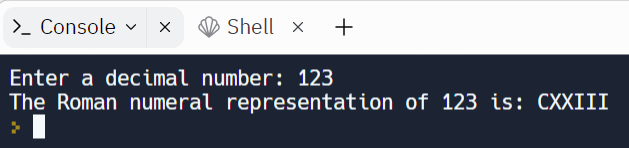 >_ Console
Shell
Enter a decimal number: 123
The Roman numeral representation of 123 is: CXXIII
>